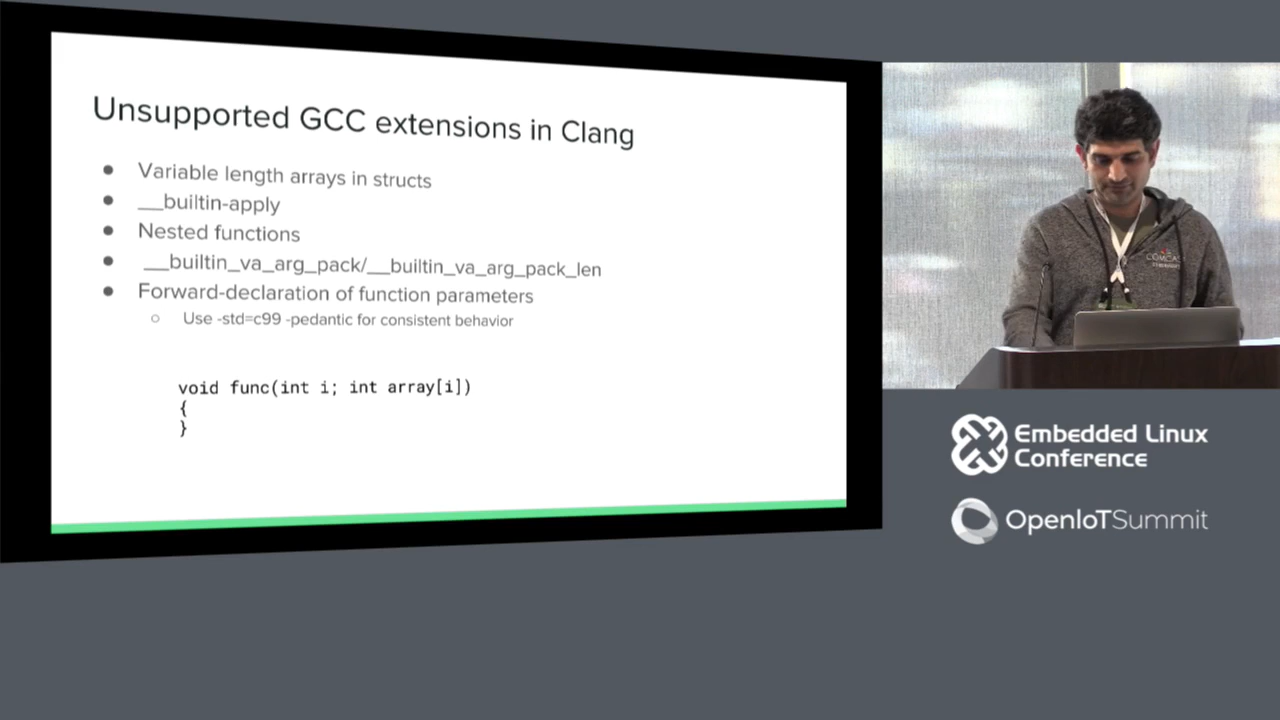 Unsupported GCC extensions in Clang
● Variable length arrays in structs
● __builtin-apply
● Nested functions
● __builtin_va_arg_pack/__builtin_va_arg_pack_len
● Forward-declaration of function parameters
○ Use -std=c99 -pedantic for consistent behavior
void func(int i; int array[i])
{
}
Embedded Linux
Conference
OpenIoTSummit